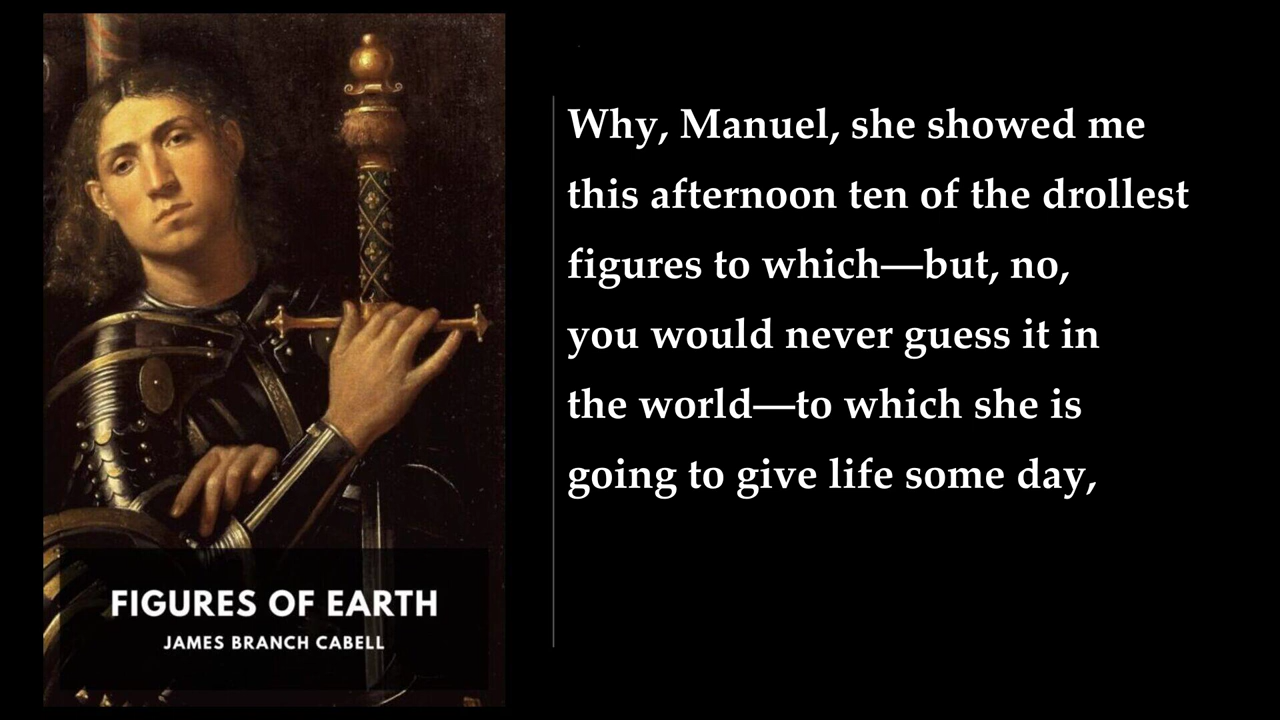 FIGURES OF EARTH
JAMES BRANCH CABELL
Why, Manuel, she showed me
this afternoon ten of the drollest
figures to which—but, no,
you would never guess it in
the world—to which she is
going to give life some day,